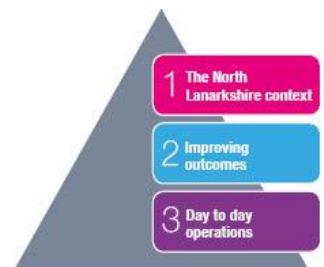 1 The North
Lanarkshire context
2 Improving
outcomes
3 Day to day
operations